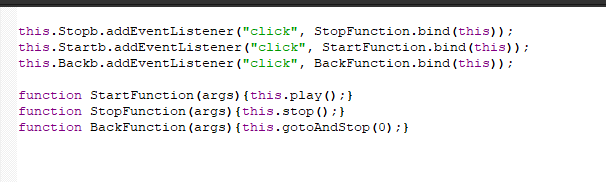 this.Stopb.addEventListener("click", StopFunction.bind(this));
this.Startb.addEventListener("click", StartFunction.bind(this));
this.Backb.addEventListener("click", BackFunction.bind(this));
function StartFunction(args){this.play();}
function StopFunction(args){this.stop();}
function BackFunction(args){this.gotoAndStop(0);}